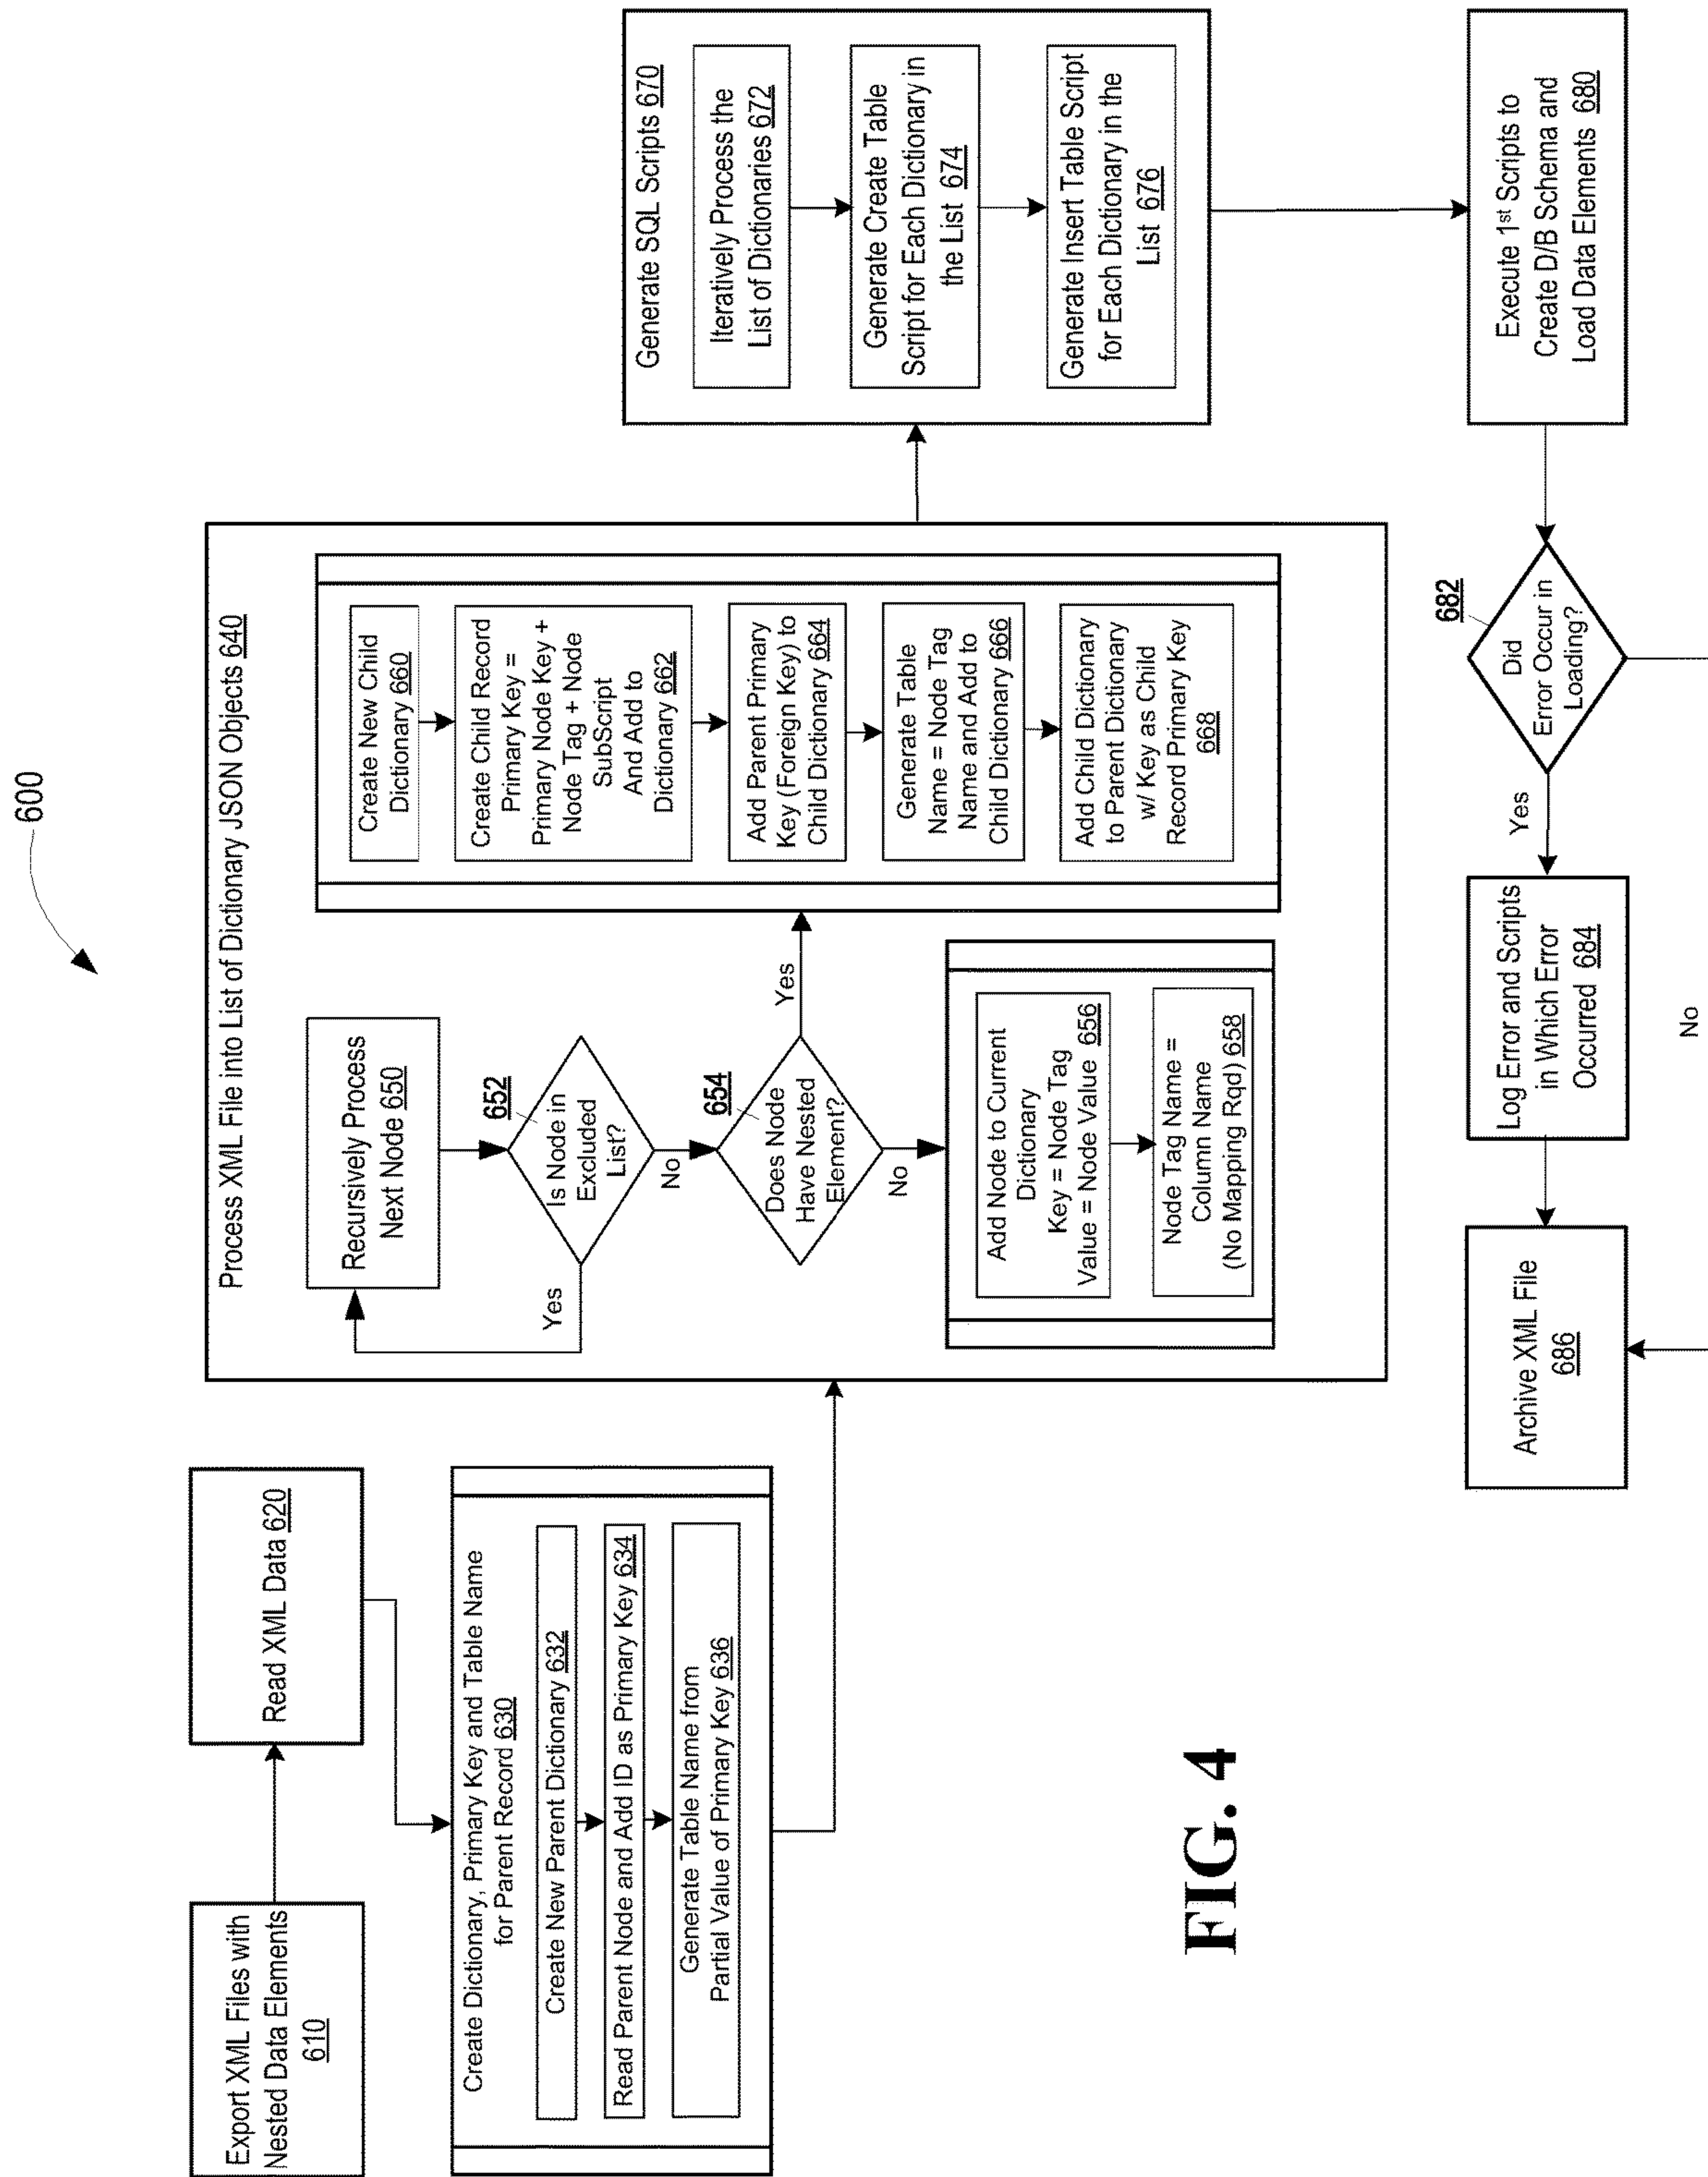 600
Export XML Files with
Nested Data Elements
610
Read XML Data 620
Create Dictionary, Primary Key and Table Name
for Parent Record 630
Create New Parent Dictionary 632
Read Parent Node and Add ID as Primary Key 634
Generate Table Name from
Partial Value of Primary Key 636
Process XML File into List of Dictionary JSON Objects 640
Recursively Process
Next Node 650
652
Is Node in
Excluded
List?
Yes
No
654
Does Node
Have Nested
Element?
Yes
No
Add Node to Current
Dictionary
Key = Node Tag
Value = Node Value 656
Node Tag Name =
Column Name
(No Mapping Rqd) 658
Create New Child
Dictionary 660
Create Child Record
Primary Key =
Primary Node Key +
Node Tag + Node
SubScript
And Add to
Dictionary 662
Add Parent Primary
Key (Foreign Key) to
Child Dictionary 664
Generate Table
Name = Node Tag
Name and Add to
Child Dictionary 666
Add Child Dictionary
to Parent Dictionary
w/ Key as Child
Record Primary Key
668
Generate SQL Scripts 670
Iteratively Process the
List of Dictionaries 672
Generate Create Table
Script for Each Dictionary in
the List 674
Generate Insert Table Script
for Each Dictionary in the
List 676
Execute 1st Scripts to
Create D/B Schema and
Load Data Elements 680
682
Did
Error Occur in
Loading?
Yes
No
Log Error and Scripts
in Which Error
Occurred 684
Archive XML File
686
FIG. 4